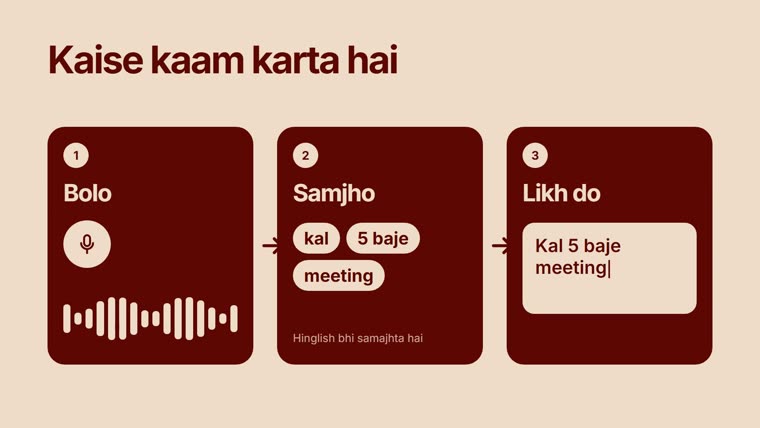 Kaise kaam karta hai
1
Bolo
2
Samjho
kal
5 baje
meeting
Hinglish bhi samajhta hai
3
Likh do
Kal 5 baje
meeting